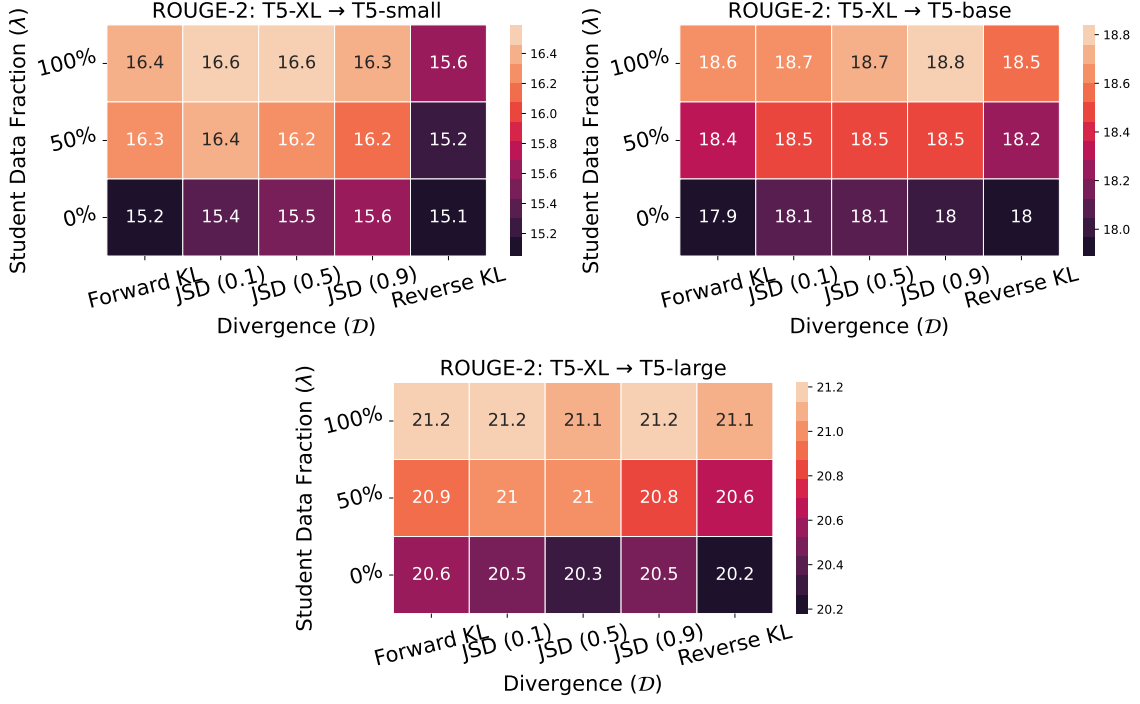 ROUGE-2: T5-XL → T5-small
Student Data Fraction (λ)
100% 16.4 16.6 16.6 16.3 15.6
50% 16.3 16.4 16.2 16.2 15.2
0% 15.2 15.4 15.5 15.6 15.1
Forward KL JSD (0.1) JSD (0.5) JSD (0.9) Reverse KL
Divergence (𝒟)
16.4
16.2
16.0
15.8
15.6
15.4
15.2
ROUGE-2: T5-XL → T5-base
Student Data Fraction (λ)
100% 18.6 18.7 18.7 18.8 18.5
50% 18.4 18.5 18.5 18.5 18.2
0% 17.9 18.1 18.1 18 18
Forward KL JSD (0.1) JSD (0.5) JSD (0.9) Reverse KL
Divergence (𝒟)
18.8
18.6
18.4
18.2
18.0
ROUGE-2: T5-XL → T5-large
Student Data Fraction (λ)
100% 21.2 21.2 21.1 21.2 21.1
50% 20.9 21 21 20.8 20.6
0% 20.6 20.5 20.3 20.5 20.2
Forward KL JSD (0.1) JSD (0.5) JSD (0.9) Reverse KL
Divergence (𝒟)
21.2
21.0
20.8
20.6
20.4
20.2